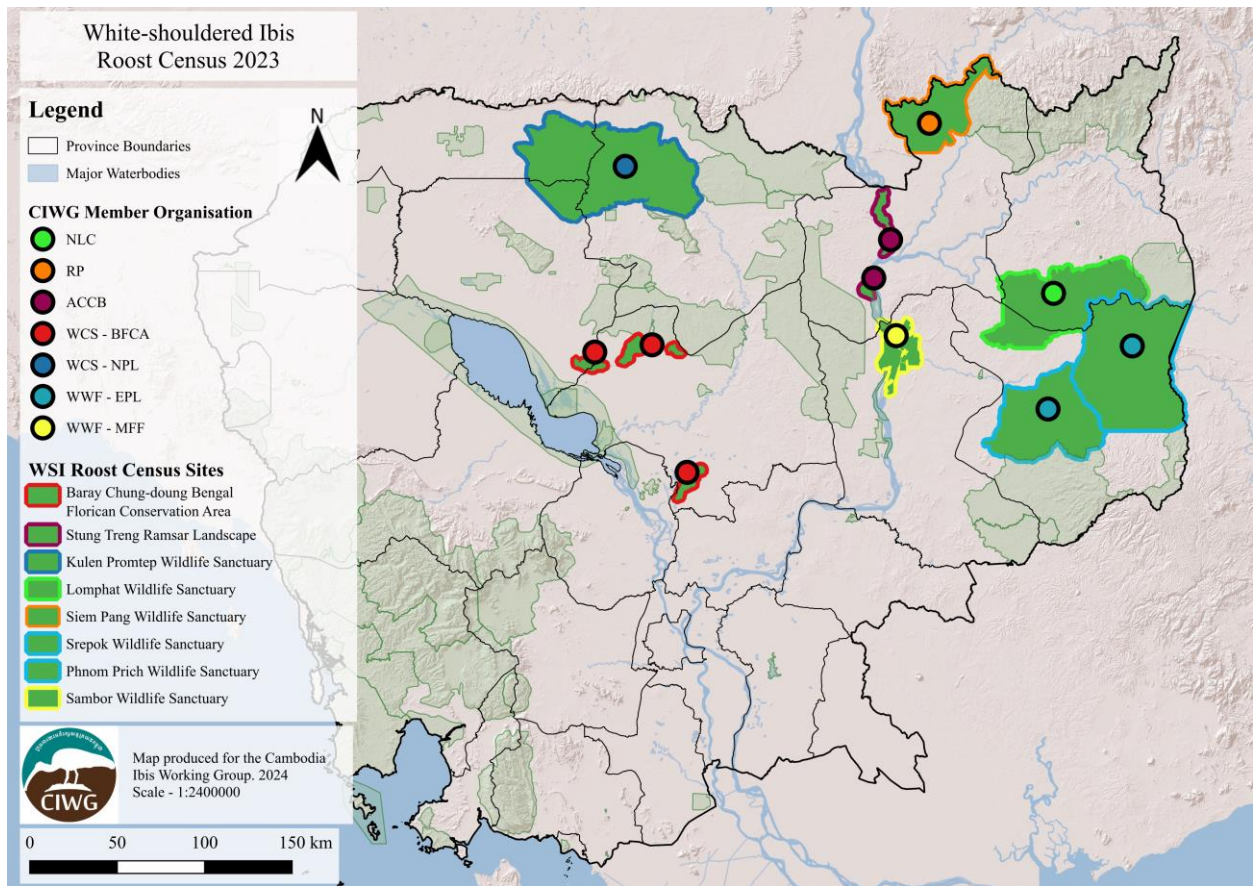 White-shouldered Ibis
Roost Census 2023
Legend
Province Boundaries
Major Waterbodies
N
CIWG Member Organisation
NLC
RP
ACCB
WCS - BFCA
WCS - NPL
WWF - EPL
WWF - MFF
WSI Roost Census Sites
Baray Chung-doung Bengal
Florican Conservation Area
Stung Treng Ramsar Landscape
Kulen Promtep Wildlife Sanctuary
Lomphat Wildlife Sanctuary
Siem Pang Wildlife Sanctuary
Srepok Wildlife Sanctuary
Phnom Prich Wildlife Sanctuary
Sambor Wildlife Sanctuary
CIWG
Map produced for the Cambodia
Ibis Working Group. 2024
Scale - 1:2400000
0 50 100 150 km